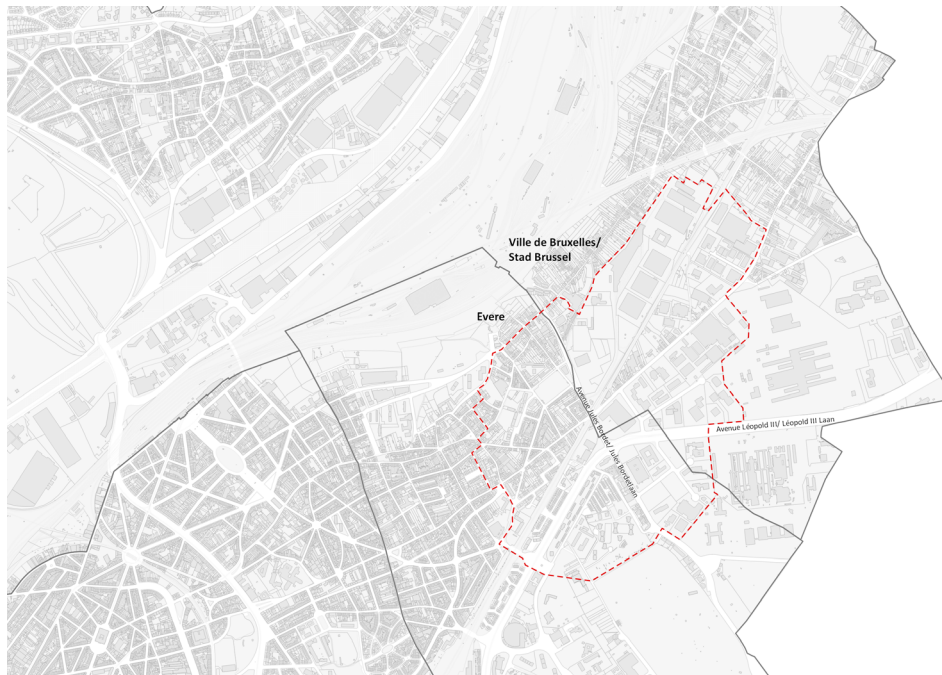 Ville de Bruxelles/
Stad Brussel
Evere
Avenue Jules Bordet/ Jules Bordetlaan
Avenue Léopold III/ Léopold III Laan